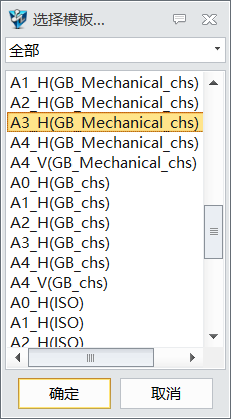 选择模板...
全部
A1_H(GB_Mechanical_chs)
A2_H(GB_Mechanical_chs)
A3_H(GB_Mechanical_chs)
A4_H(GB_Mechanical_chs)
A4_V(GB_Mechanical_chs)
A0_H(GB_chs)
A1_H(GB_chs)
A2_H(GB_chs)
A3_H(GB_chs)
A4_H(GB_chs)
A4_V(GB_chs)
A0_H(ISO)
A1_H(ISO)
A2_H(ISO)
确定
取消